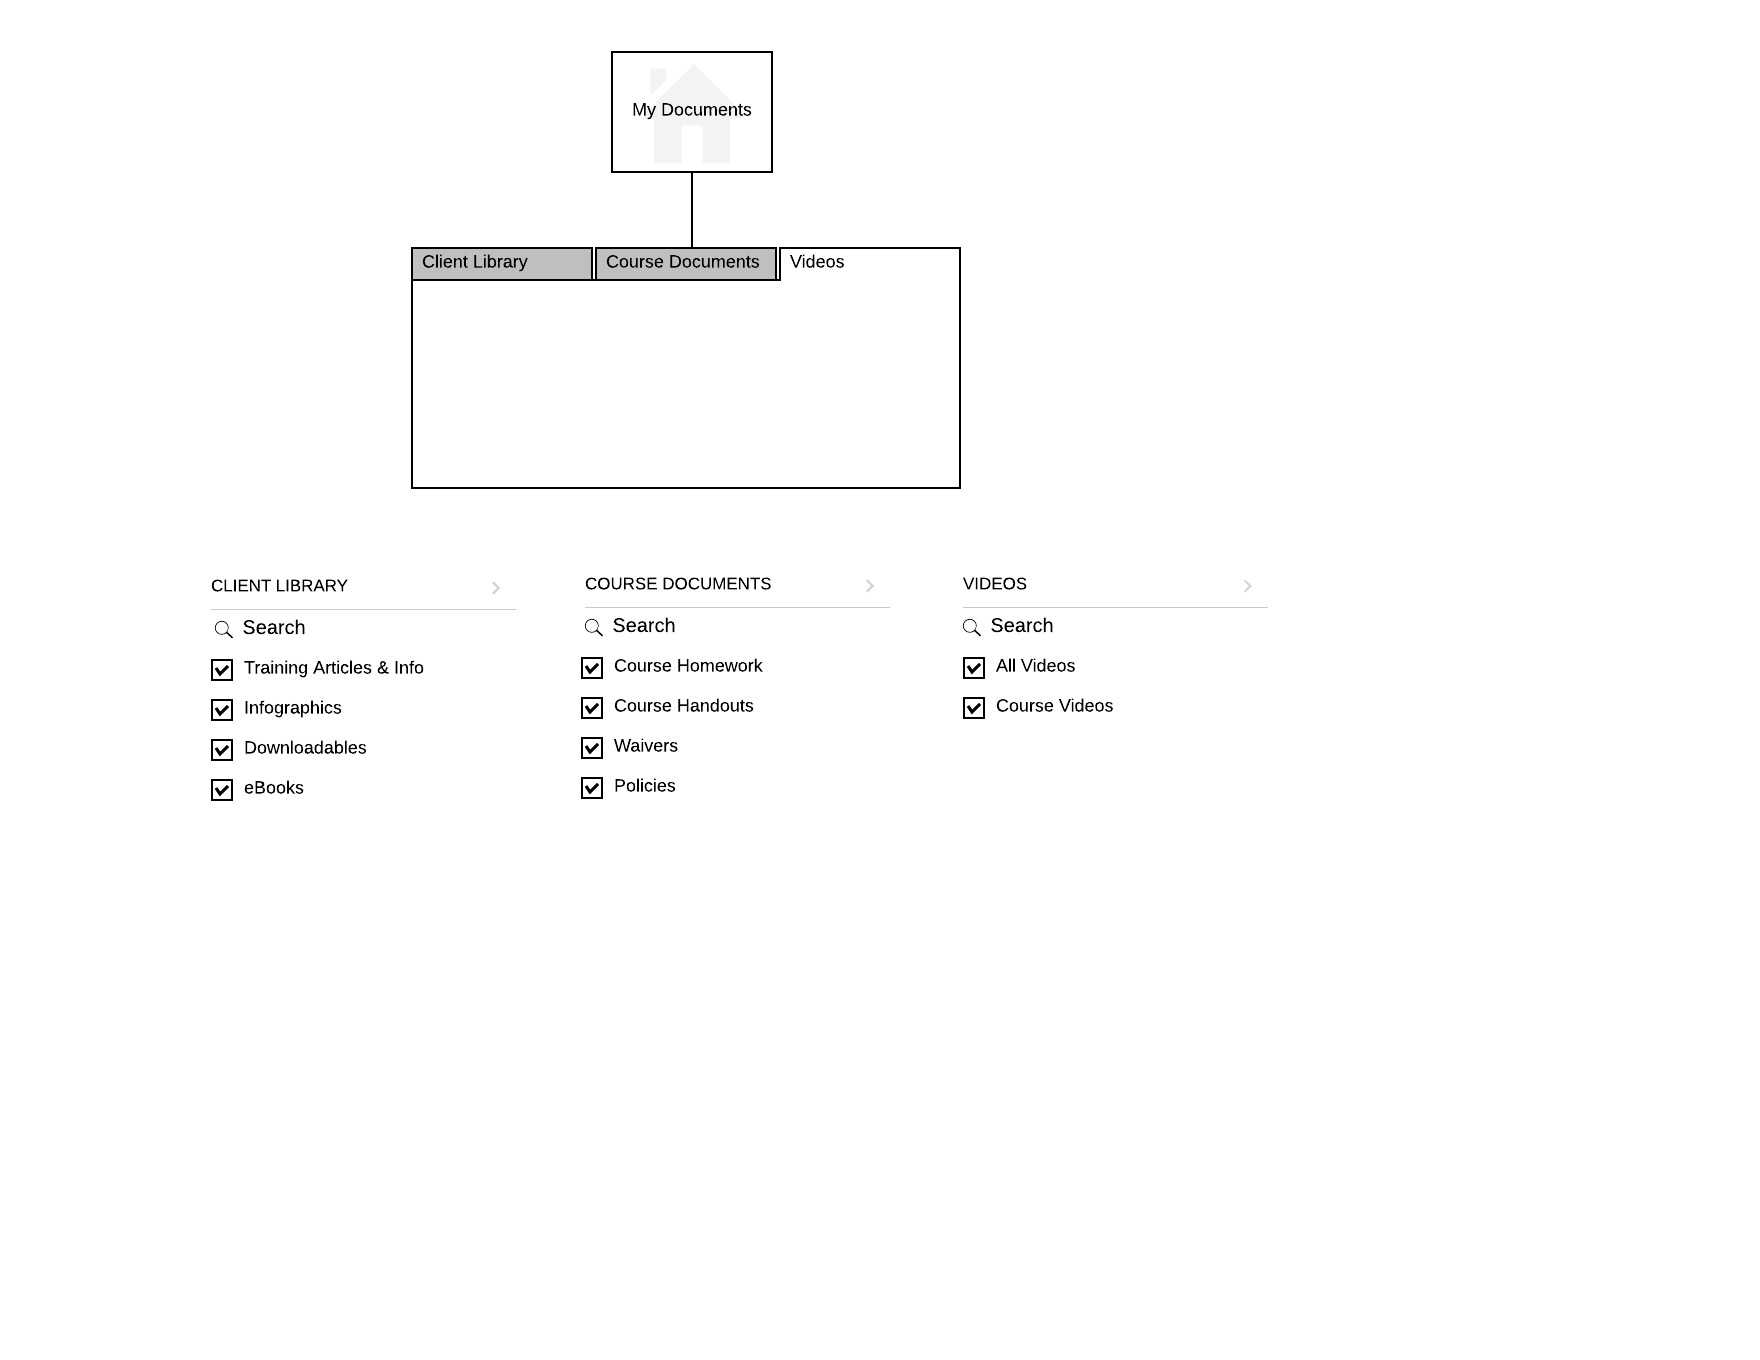 My Documents
Client Library
Course Documents
Videos
CLIENT LIBRARY
Search
Training Articles & Info
Infographics
Downloadables
eBooks
COURSE DOCUMENTS
Search
Course Homework
Course Handouts
Waivers
Policies
VIDEOS
Search
All Videos
Course Videos